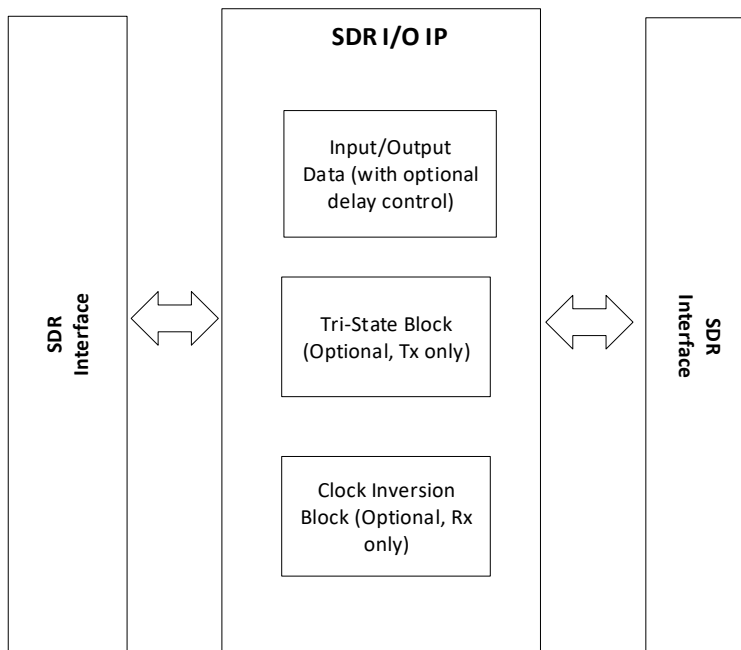 SDR I/O IP
SDR
Interface
Input/Output
Data (with optional
delay control)
Tri-State Block
(Optional, Tx only)
Clock Inversion
Block (Optional, Rx
only)
SDR
Interface